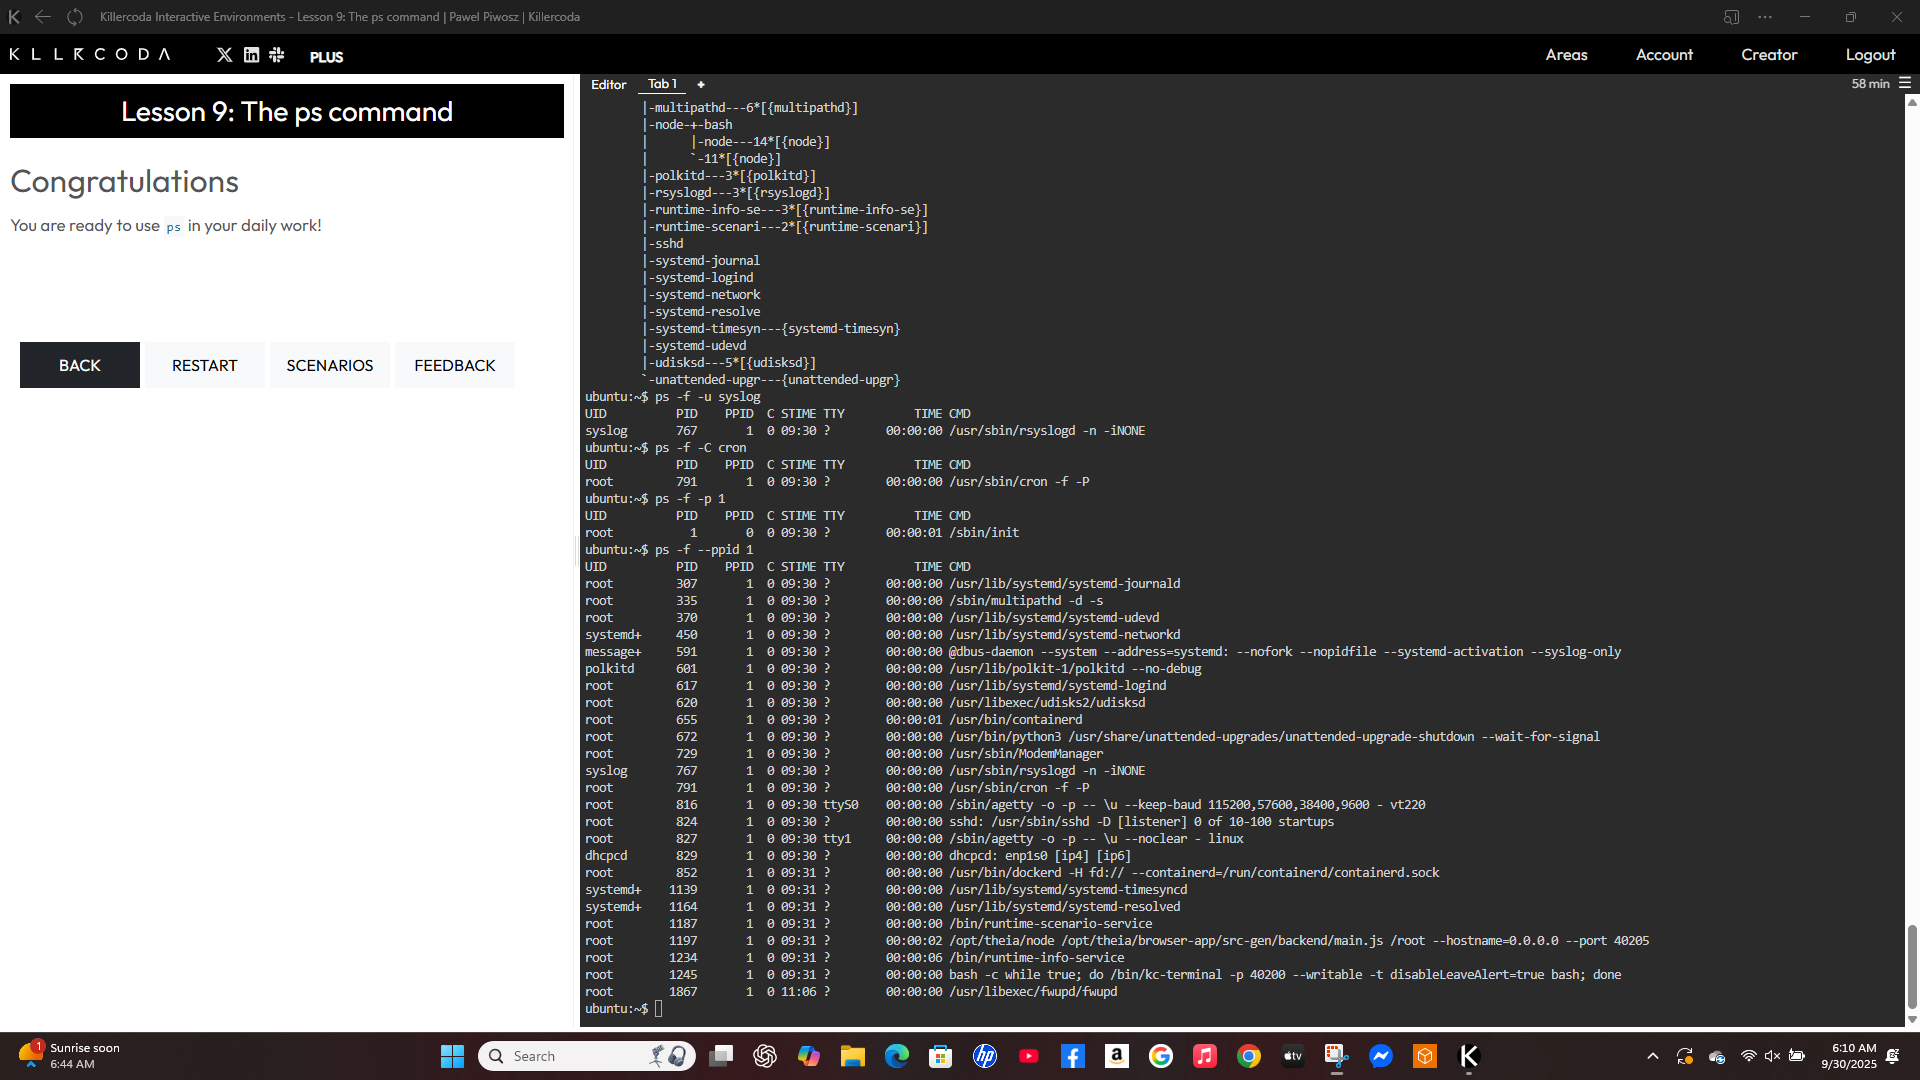 Killercoda Interactive Environments - Lesson 9: The ps command | Pawel Piwosz | Killercoda
KLLRCODA
PLUS
Areas
Account
Creator
Logout
Lesson 9: The ps command
Congratulations
You are ready to use ps in your daily work!
BACK
RESTART
SCENARIOS
FEEDBACK
Editor
Tab 1
+
58 min
|-multipathd---6*[{multipathd}]
|-node-+-bash
|      |-node---14*[{node}]
|      `-11*[{node}]
|-polkitd---3*[{polkitd}]
|-rsyslogd---3*[{rsyslogd}]
|-runtime-info-se---3*[{runtime-info-se}]
|-runtime-scenari---2*[{runtime-scenari}]
|-sshd
|-systemd-journal
|-systemd-logind
|-systemd-network
|-systemd-resolve
|-systemd-timesyn---{systemd-timesyn}
|-systemd-udevd
|-udisksd---5*[{udisksd}]
`-unattended-upgr---{unattended-upgr}
ubuntu:~$ ps -f -u syslog
UID          PID    PPID  C STIME TTY          TIME CMD
syslog       767       1  0 09:30 ?        00:00:00 /usr/sbin/rsyslogd -n -iNONE
ubuntu:~$ ps -f -C cron
UID          PID    PPID  C STIME TTY          TIME CMD
root         791       1  0 09:30 ?        00:00:00 /usr/sbin/cron -f -P
ubuntu:~$ ps -f -p 1
UID          PID    PPID  C STIME TTY          TIME CMD
root           1       0  0 09:30 ?        00:00:01 /sbin/init
ubuntu:~$ ps -f --ppid 1
UID          PID    PPID  C STIME TTY          TIME CMD
root         307       1  0 09:30 ?        00:00:00 /usr/lib/systemd/systemd-journald
root         335       1  0 09:30 ?        00:00:00 /sbin/multipathd -d -s
root         370       1  0 09:30 ?        00:00:00 /usr/lib/systemd/systemd-udevd
systemd+     450       1  0 09:30 ?        00:00:00 /usr/lib/systemd/systemd-networkd
message+     591       1  0 09:30 ?        00:00:00 @dbus-daemon --system --address=systemd: --nofork --nopidfile --systemd-activation --syslog-only
polkitd      601       1  0 09:30 ?        00:00:00 /usr/lib/polkit-1/polkitd --no-debug
root         617       1  0 09:30 ?        00:00:00 /usr/lib/systemd/systemd-logind
root         620       1  0 09:30 ?        00:00:00 /usr/libexec/udisks2/udisksd
root         655       1  0 09:30 ?        00:00:01 /usr/bin/containerd
root         672       1  0 09:30 ?        00:00:00 /usr/bin/python3 /usr/share/unattended-upgrades/unattended-upgrade-shutdown --wait-for-signal
root         729       1  0 09:30 ?        00:00:00 /usr/sbin/ModemManager
syslog       767       1  0 09:30 ?        00:00:00 /usr/sbin/rsyslogd -n -iNONE
root         791       1  0 09:30 ?        00:00:00 /usr/sbin/cron -f -P
root         816       1  0 09:30 ttyS0    00:00:00 /sbin/agetty -o -p -- \u --keep-baud 115200,57600,38400,9600 - vt220
root         824       1  0 09:30 ?        00:00:00 sshd: /usr/sbin/sshd -D [listener] 0 of 10-100 startups
root         827       1  0 09:30 tty1     00:00:00 /sbin/agetty -o -p -- \u --noclear - linux
dhcpcd       829       1  0 09:30 ?        00:00:00 dhcpcd: enp1s0 [ip4] [ip6]
root         852       1  0 09:31 ?        00:00:00 /usr/bin/dockerd -H fd:// --containerd=/run/containerd/containerd.sock
systemd+    1139       1  0 09:31 ?        00:00:00 /usr/lib/systemd/systemd-timesyncd
systemd+    1164       1  0 09:31 ?        00:00:00 /usr/lib/systemd/systemd-resolved
root        1187       1  0 09:31 ?        00:00:00 /bin/runtime-scenario-service
root        1197       1  0 09:31 ?        00:00:02 /opt/theia/node /opt/theia/browser-app/src-gen/backend/main.js /root --hostname=0.0.0.0 --port 40205
root        1234       1  0 09:31 ?        00:00:06 /bin/runtime-info-service
root        1245       1  0 09:31 ?        00:00:00 bash -c while true; do /bin/kc-terminal -p 40200 --writable -t disableLeaveAlert=true bash; done
root        1867       1  0 11:06 ?        00:00:00 /usr/libexec/fwupd/fwupd
ubuntu:~$
1
Sunrise soon
6:44 AM
Search
hp
a
tv
6:10 AM
9/30/2025